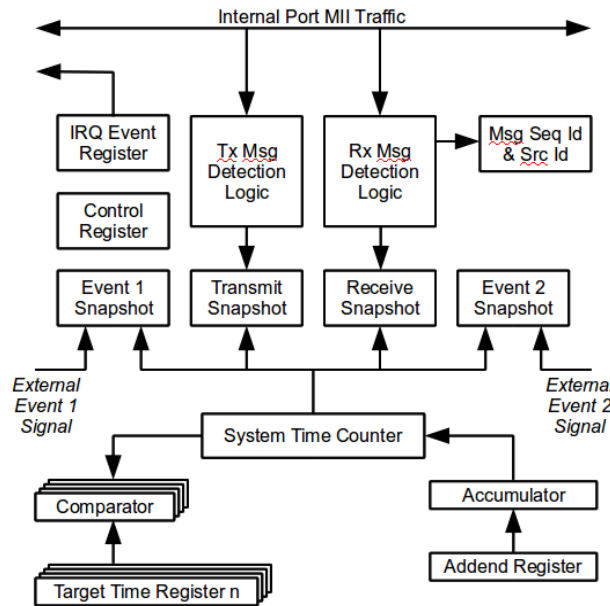 Internal Port MII Traffic
IRQ Event
Register
Tx Msg
Detection
Logic
Rx Msg
Detection
Logic
Msg Seq Id
& Src Id
Control
Register
Event 1
Snapshot
Transmit
Snapshot
Receive
Snapshot
Event 2
Snapshot
External
Event 1
Signal
External
Event 2
Signal
System Time Counter
Comparator
Accumulator
Target Time Register n
Addend Register